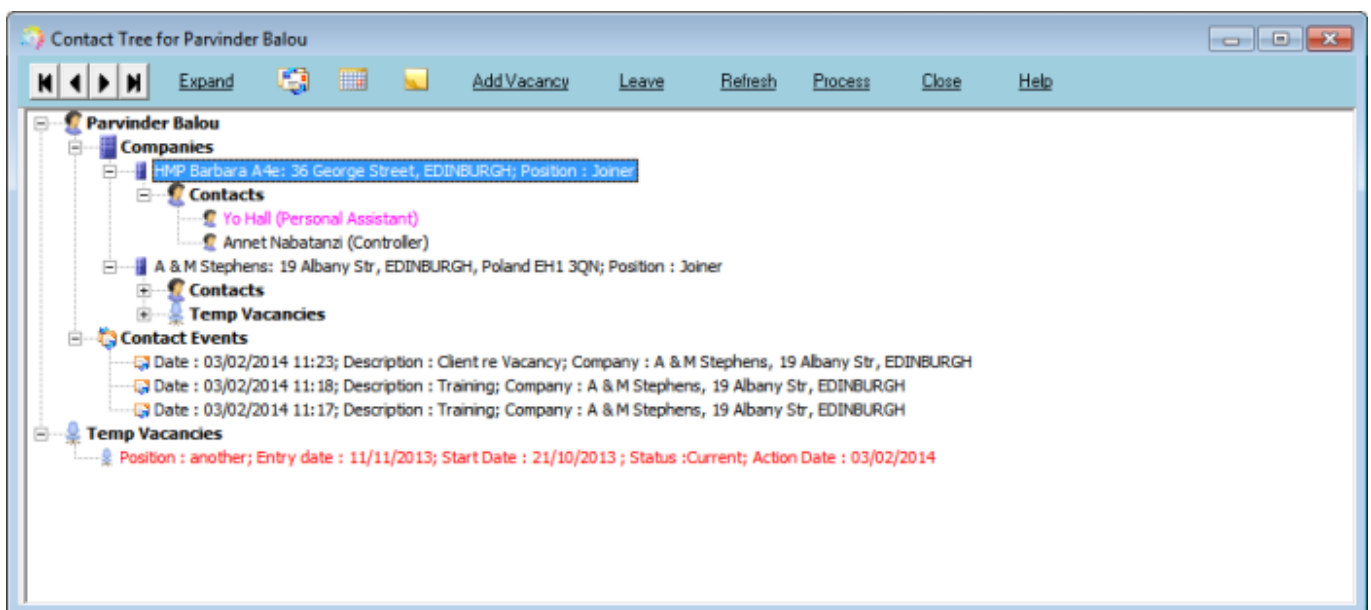 Contact Tree for Parvinder Balou
Expand Add Vacancy Leave Refresh Process Close Help
Parvinder Balou
Companies
HMP Barbara A4e: 36 George Street, EDINBURGH; Position : Joiner
Contacts
Yo Hall (Personal Assistant)
Annet Nabatanzi (Controller)
A & M Stephens: 19 Albany Str, EDINBURGH, Poland EH1 3QN; Position : Joiner
Contacts
Temp Vacancies
Contact Events
Date : 03/02/2014 11:23; Description : Client re Vacancy; Company : A & M Stephens, 19 Albany Str, EDINBURGH
Date : 03/02/2014 11:18; Description : Training; Company : A & M Stephens, 19 Albany Str, EDINBURGH
Date : 03/02/2014 11:17; Description : Training; Company : A & M Stephens, 19 Albany Str, EDINBURGH
Temp Vacancies
Position : another; Entry date : 11/11/2013; Start Date : 21/10/2013 ; Status :Current; Action Date : 03/02/2014